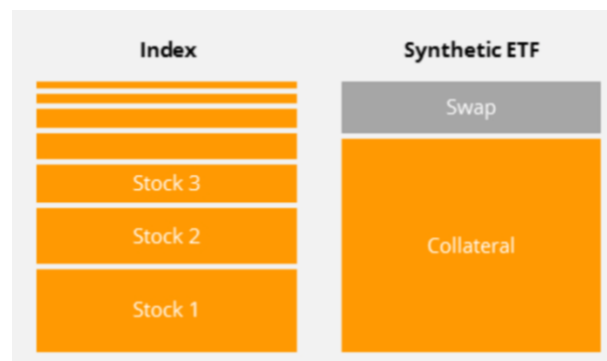 Index
Stock 3
Stock 2
Stock 1
Synthetic ETF
Swap
Collateral